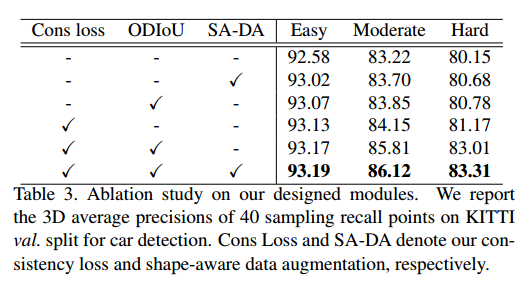 Cons loss ODIoU SA-DA Easy Moderate Hard
- - - 92.58 83.22 80.15
- - ✓ 93.02 83.70 80.68
- ✓ - 93.07 83.85 80.78
✓ - - 93.13 84.15 81.17
✓ ✓ - 93.17 85.81 83.01
✓ ✓ ✓ 93.19 86.12 83.31
Table 3. Ablation study on our designed modules. We report
the 3D average precisions of 40 sampling recall points on KITTI
val. split for car detection. Cons Loss and SA-DA denote our con-
sistency loss and shape-aware data augmentation, respectively.